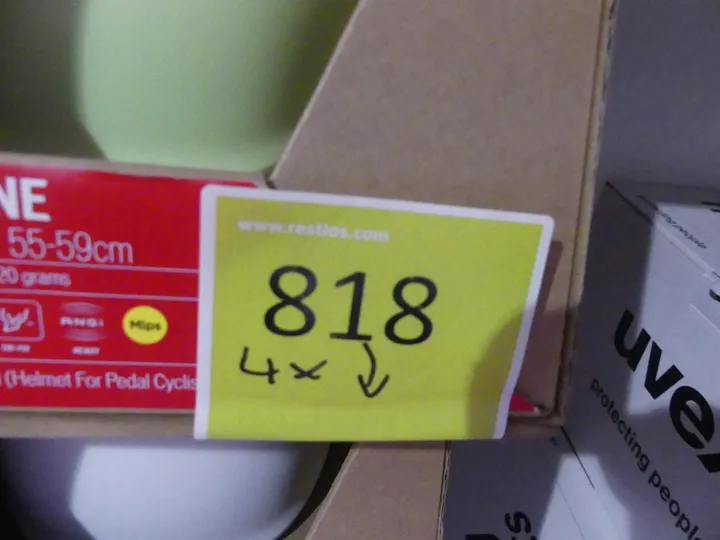 NE
55-59cm
20 grams
Mips
(Helmet For Pedal Cyclis
www.restlos.com
818
4x
uvex
protecting people